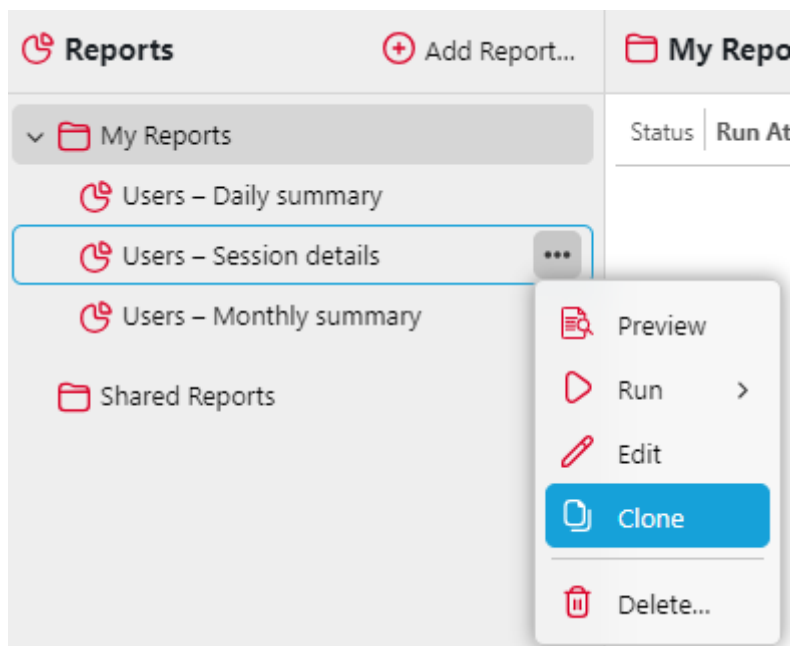 Reports
Add Report...
My Repo
My Reports
Status
Run At
Users – Daily summary
Users – Session details
Users – Monthly summary
Shared Reports
Preview
Run
Edit
Clone
Delete...